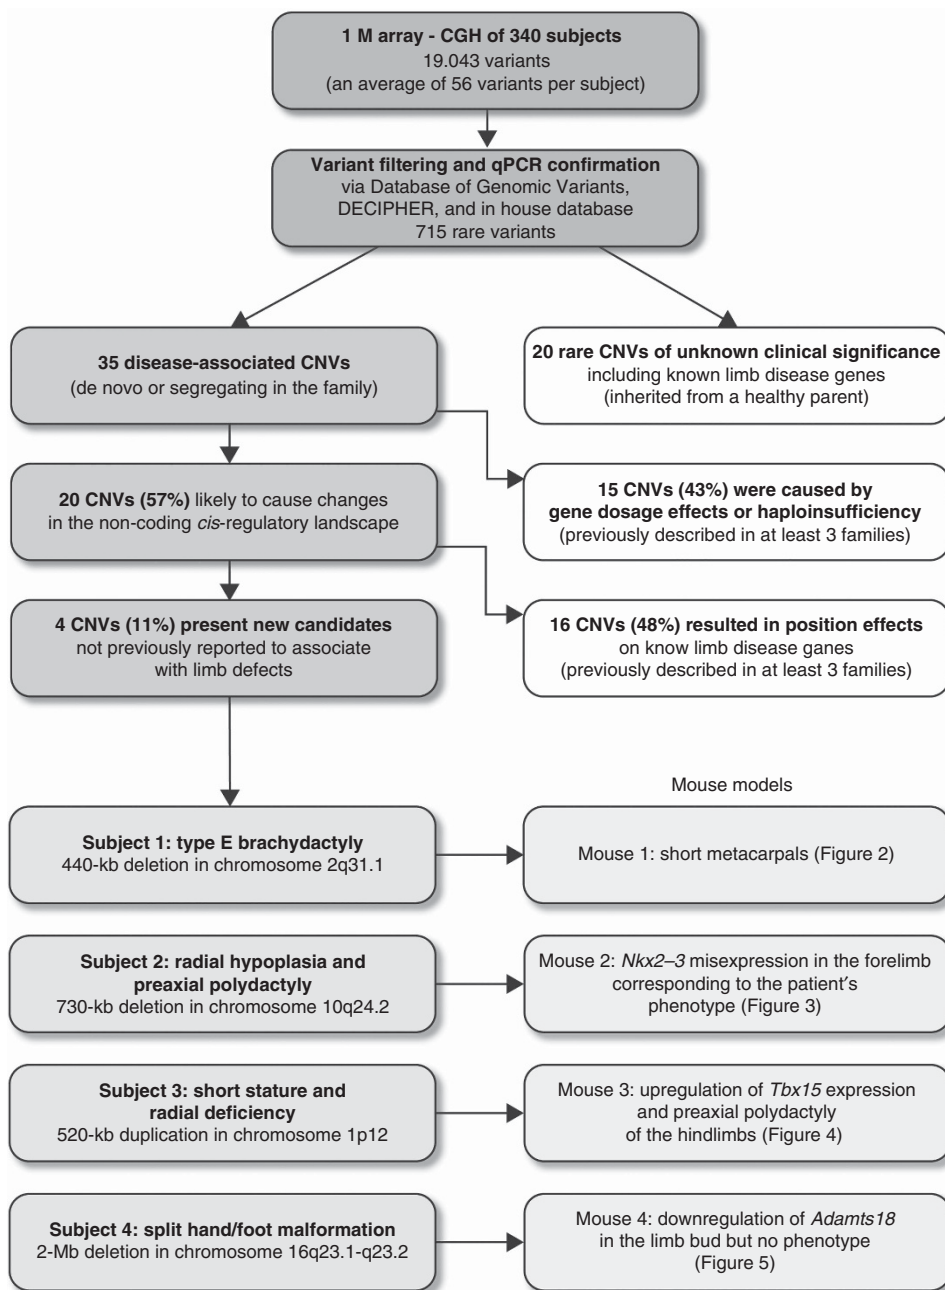 1 M array - CGH of 340 subjects
19.043 variants
(an average of 56 variants per subject)
Variant filtering and qPCR confirmation
via Database of Genomic Variants,
DECIPHER, and in house database
715 rare variants
35 disease-associated CNVs
(de novo or segregating in the family)
20 rare CNVs of unknown clinical significance
including known limb disease genes
(inherited from a healthy parent)
20 CNVs (57%) likely to cause changes
in the non-coding cis-regulatory landscape
15 CNVs (43%) were caused by
gene dosage effects or haploinsufficiency
(previously described in at least 3 families)
4 CNVs (11%) present new candidates
not previously reported to associate
with limb defects
16 CNVs (48%) resulted in position effects
on know limb disease ganes
(previously described in at least 3 families)
Mouse models
Subject 1: type E brachydactyly
440-kb deletion in chromosome 2q31.1
Mouse 1: short metacarpals (Figure 2)
Subject 2: radial hypoplasia and
preaxial polydactyly
730-kb deletion in chromosome 10q24.2
Mouse 2: Nkx2–3 misexpression in the forelimb
corresponding to the patient′s
phenotype (Figure 3)
Subject 3: short stature and
radial deficiency
520-kb duplication in chromosome 1p12
Mouse 3: upregulation of Tbx15 expression
and preaxial polydactyly
of the hindlimbs (Figure 4)
Subject 4: split hand/foot malformation
2-Mb deletion in chromosome 16q23.1-q23.2
Mouse 4: downregulation of Adamts18
in the limb bud but no phenotype
(Figure 5)